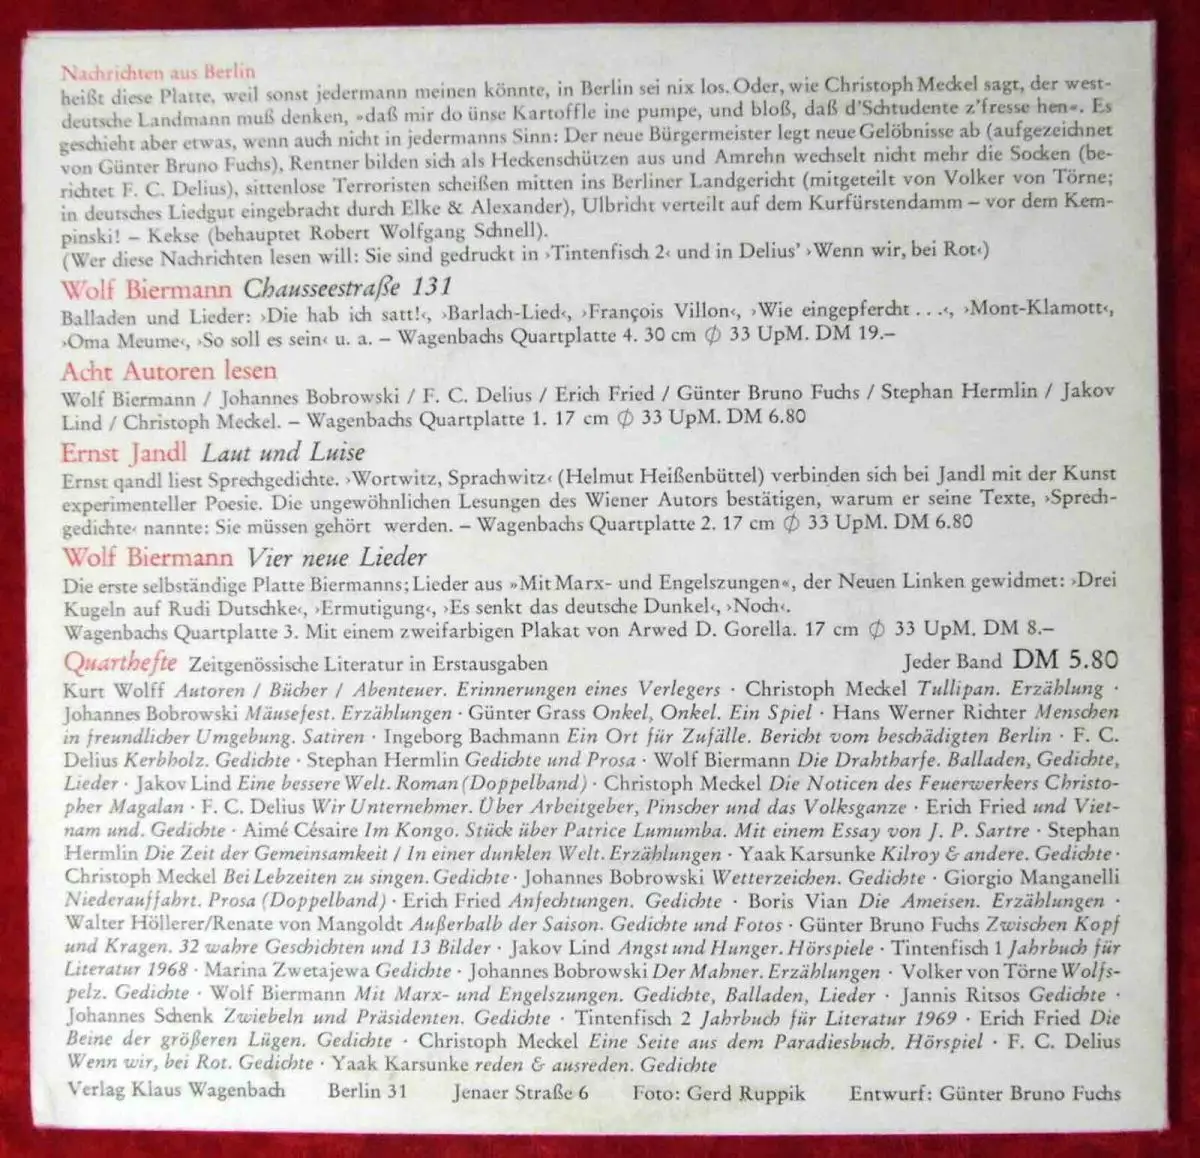 Nachrichten aus Berlin
heißt diese Platte, weil sonst jedermann meinen könnte, in Berlin sei nix los. Oder, wie Christoph Meckel sagt, der west-
deutsche Landmann muß denken, »daß mir do ünse Kartoffle ine pumpe, und bloß, daß d'Schtudente z'fresse hen«. Es
geschieht aber etwas, wenn auch nicht in jedermanns Sinn: Der neue Bürgermeister legt neue Gelöbnisse ab (aufgezeichnet
von Günter Bruno Fuchs), Rentner bilden sich als Heckenschützen aus und Amrehn wechselt nicht mehr die Socken (be-
richtet F. C. Delius), sittenlose Terroristen scheißen mitten ins Berliner Landgericht (mitgeteilt von Volker von Törne;
in deutsches Liedgut eingebracht durch Elke & Alexander), Ulbricht verteilt auf dem Kurfürstendamm – vor dem Kem-
pinski! – Kekse (behauptet Robert Wolfgang Schnell).
(Wer diese Nachrichten lesen will: Sie sind gedruckt in ›Tintenfisch 2‹ und in Delius' ›Wenn wir, bei Rot‹)
Wolf Biermann Chausseestraße 131
Balladen und Lieder: ›Die hab ich satt!‹, ›Barlach-Lied‹, ›François Villon‹, ›Wie eingepfercht . . .‹, ›Mont-Klamott‹,
›Oma Meume‹, ›So soll es sein‹ u. a. – Wagenbachs Quartplatte 4. 30 cm ∅ 33 UpM. DM 19.–
Acht Autoren lesen
Wolf Biermann / Johannes Bobrowski / F. C. Delius / Erich Fried / Günter Bruno Fuchs / Stephan Hermlin / Jakov
Lind / Christoph Meckel. – Wagenbachs Quartplatte 1. 17 cm ∅ 33 UpM. DM 6.80
Ernst Jandl Laut und Luise
Ernst qandl liest Sprechgedichte. ›Wortwitz, Sprachwitz‹ (Helmut Heißenbüttel) verbinden sich bei Jandl mit der Kunst
experimenteller Poesie. Die ungewöhnlichen Lesungen des Wiener Autors bestätigen, warum er seine Texte, ›Sprech-
gedichte‹ nannte: Sie müssen gehört werden. – Wagenbachs Quartplatte 2. 17 cm ∅ 33 UpM. DM 6.80
Wolf Biermann Vier neue Lieder
Die erste selbständige Platte Biermanns; Lieder aus »Mit Marx- und Engelszungen«, der Neuen Linken gewidmet: ›Drei
Kugeln auf Rudi Dutschke‹, ›Ermutigung‹, ›Es senkt das deutsche Dunkel‹, ›Noch‹.
Wagenbachs Quartplatte 3. Mit einem zweifarbigen Plakat von Arwed D. Gorella. 17 cm ∅ 33 UpM. DM 8.–
Quarthefte Zeitgenössische Literatur in Erstausgaben Jeder Band DM 5.80
Kurt Wolff Autoren / Bücher / Abenteuer. Erinnerungen eines Verlegers · Christoph Meckel Tullipan. Erzählung ·
Johannes Bobrowski Mäusefest. Erzählungen · Günter Grass Onkel, Onkel. Ein Spiel · Hans Werner Richter Menschen
in freundlicher Umgebung. Satiren · Ingeborg Bachmann Ein Ort für Zufälle. Bericht vom beschädigten Berlin · F. C.
Delius Kerbholz. Gedichte · Stephan Hermlin Gedichte und Prosa · Wolf Biermann Die Drahtharfe. Balladen, Gedichte,
Lieder · Jakov Lind Eine bessere Welt. Roman (Doppelband) · Christoph Meckel Die Noticen des Feuerwerkers Christo-
pher Magalan · F. C. Delius Wir Unternehmer. Über Arbeitgeber, Pinscher und das Volksganze · Erich Fried und Viet-
nam und. Gedichte · Aimé Césaire Im Kongo. Stück über Patrice Lumumba. Mit einem Essay von J. P. Sartre · Stephan
Hermlin Die Zeit der Gemeinsamkeit / In einer dunklen Welt. Erzählungen · Yaak Karsunke Kilroy & andere. Gedichte ·
Christoph Meckel Bei Lebzeiten zu singen. Gedichte · Johannes Bobrowski Wetterzeichen. Gedichte · Giorgio Manganelli
Niederauffahrt. Prosa (Doppelband) · Erich Fried Anfechtungen. Gedichte · Boris Vian Die Ameisen. Erzählungen ·
Walter Höllerer/Renate von Mangoldt Außerhalb der Saison. Gedichte und Fotos · Günter Bruno Fuchs Zwischen Kopf
und Kragen. 32 wahre Geschichten und 13 Bilder · Jakov Lind Angst und Hunger. Hörspiele · Tintenfisch 1 Jahrbuch für
Literatur 1968 · Marina Zwetajewa Gedichte · Johannes Bobrowski Der Mahner. Erzählungen · Volker von Törne Wolfs-
pelz. Gedichte · Wolf Biermann Mit Marx- und Engelszungen. Gedichte, Balladen, Lieder · Jannis Ritsos Gedichte ·
Johannes Schenk Zwiebeln und Präsidenten. Gedichte · Tintenfisch 2 Jahrbuch für Literatur 1969 · Erich Fried Die
Beine der größeren Lügen. Gedichte · Christoph Meckel Eine Seite aus dem Paradiesbuch. Hörspiel · F. C. Delius
Wenn wir, bei Rot. Gedichte · Yaak Karsunke reden & ausreden. Gedichte
Verlag Klaus Wagenbach Berlin 31 Jenaer Straße 6 Foto: Gerd Ruppik Entwurf: Günter Bruno Fuchs